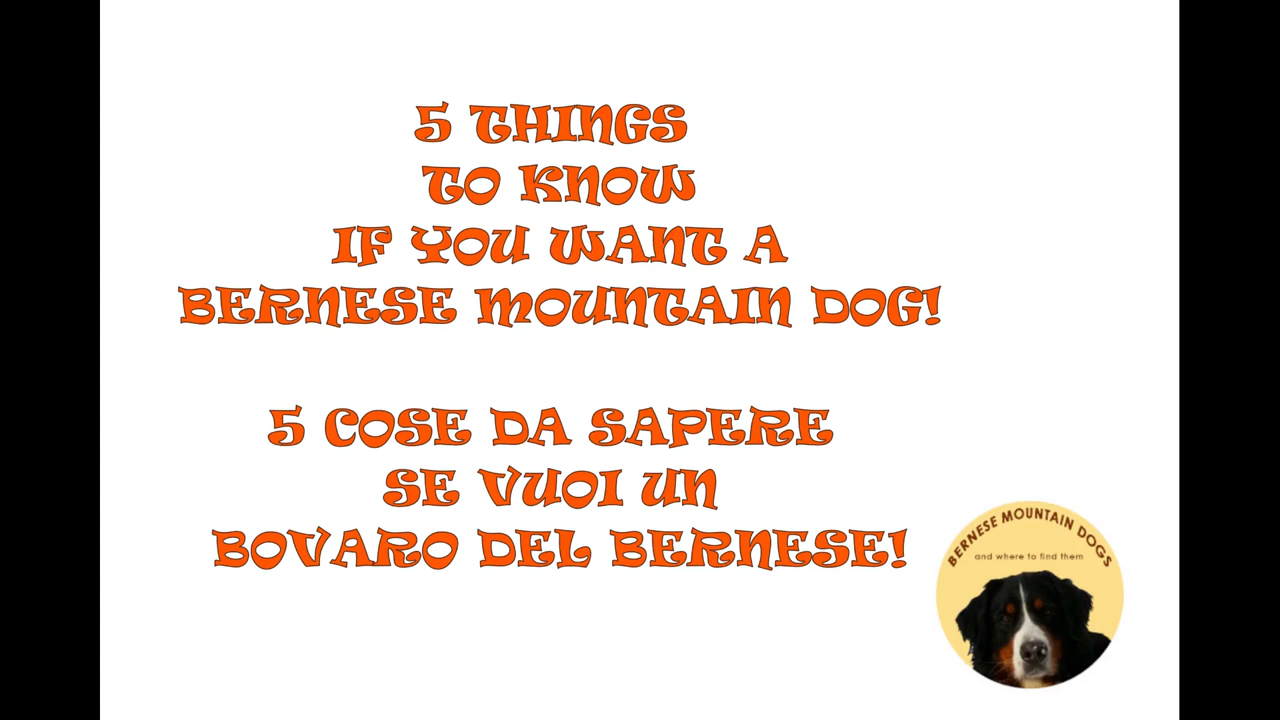 5 THINGS
TO KNOW
IF YOU WANT A
BERNESE MOUNTAIN DOG!
5 COSE DA SAPERE
SE VUOI UN
BOVARO DEL BERNESE!
BERNESE MOUNTAIN DOGS
and where to find them